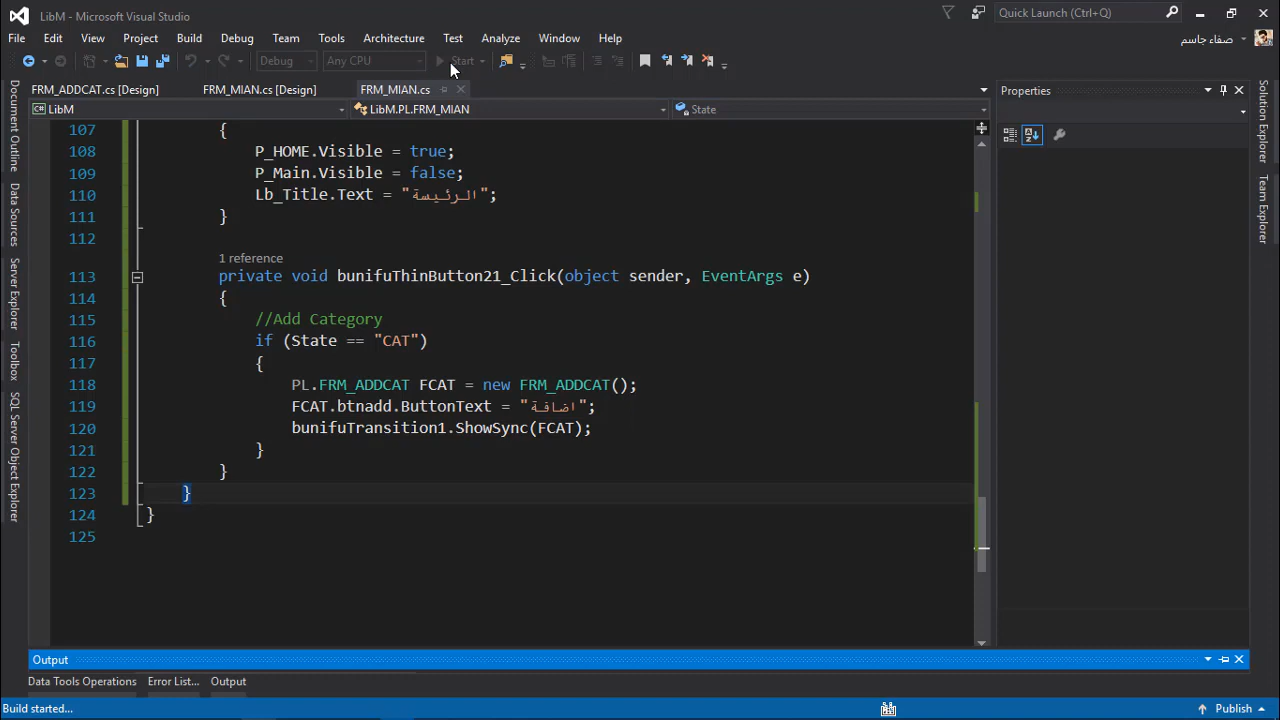 LibM - Microsoft Visual Studio
Quick Launch (Ctrl+Q)
File Edit View Project Build Debug Team Tools Architecture Test Analyze Window Help
صفاء جاسم
Debug Any CPU Start
FRM_ADDCAT.cs [Design] FRM_MIAN.cs [Design] FRM_MIAN.cs
Properties
LibM LibM.PL.FRM_MIAN State
Document Outline
Data Sources
Server Explorer
Toolbox
SQL Server Object Explorer
107 {
108 P_HOME.Visible = true;
109 P_Main.Visible = false;
110 Lb_Title.Text = "الرئيسة";
111 }
112
1 reference
113 private void bunifuThinButton21_Click(object sender, EventArgs e)
114 {
115 //Add Category
116 if (State == "CAT")
117 {
118 PL.FRM_ADDCAT FCAT = new FRM_ADDCAT();
119 FCAT.btnadd.ButtonText = "اضافة";
120 bunifuTransition1.ShowSync(FCAT);
121 }
122 }
123 }
124 }
125
Solution Explorer
Team Explorer
Output
Data Tools Operations Error List... Output
Build started...
Publish